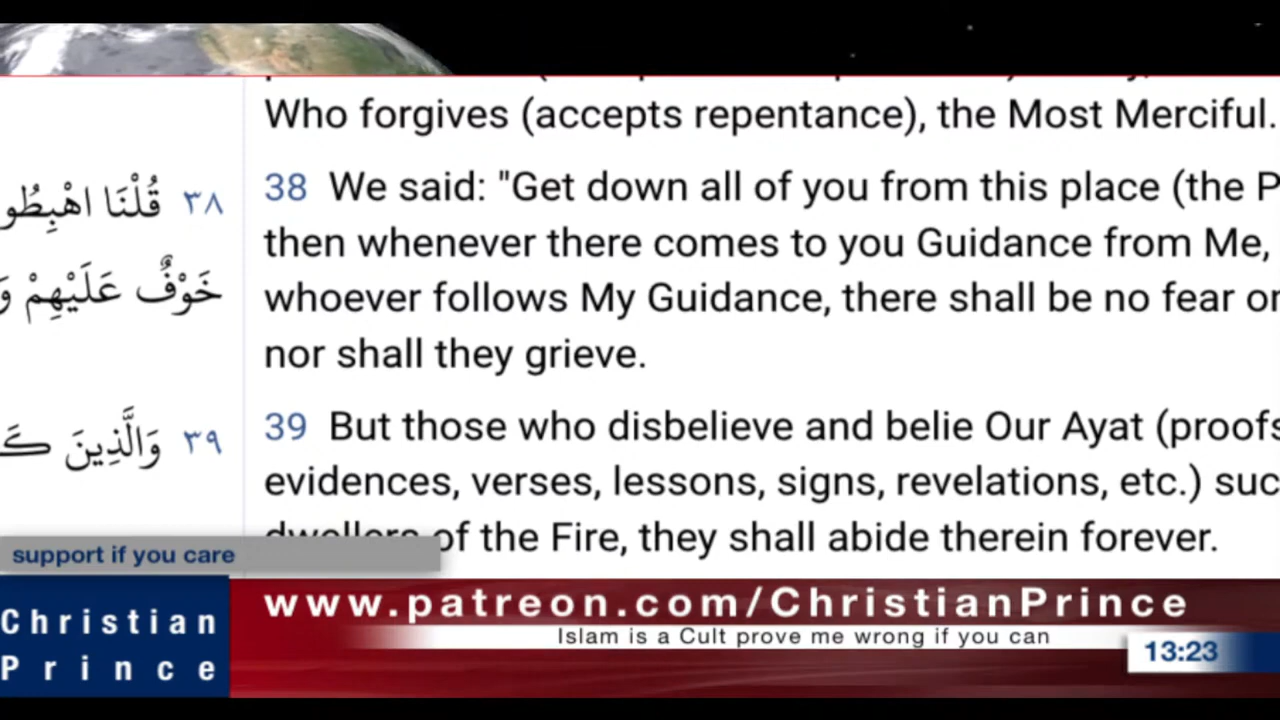 Who forgives (accepts repentance), the Most Merciful.
٣٨ قُلْنَا اهْبِطُو
38 We said: "Get down all of you from this place (the P
then whenever there comes to you Guidance from Me,
خَوْفٌ عَلَيْهِمْ وَ
whoever follows My Guidance, there shall be no fear on
nor shall they grieve.
٣٩ وَالَّذِينَ كَ
39 But those who disbelieve and belie Our Ayat (proofs
evidences, verses, lessons, signs, revelations, etc.) suc
dwellers of the Fire, they shall abide therein forever.
support if you care
Christian
Prince
www.patreon.com/ChristianPrince
Islam is a Cult prove me wrong if you can
13:23